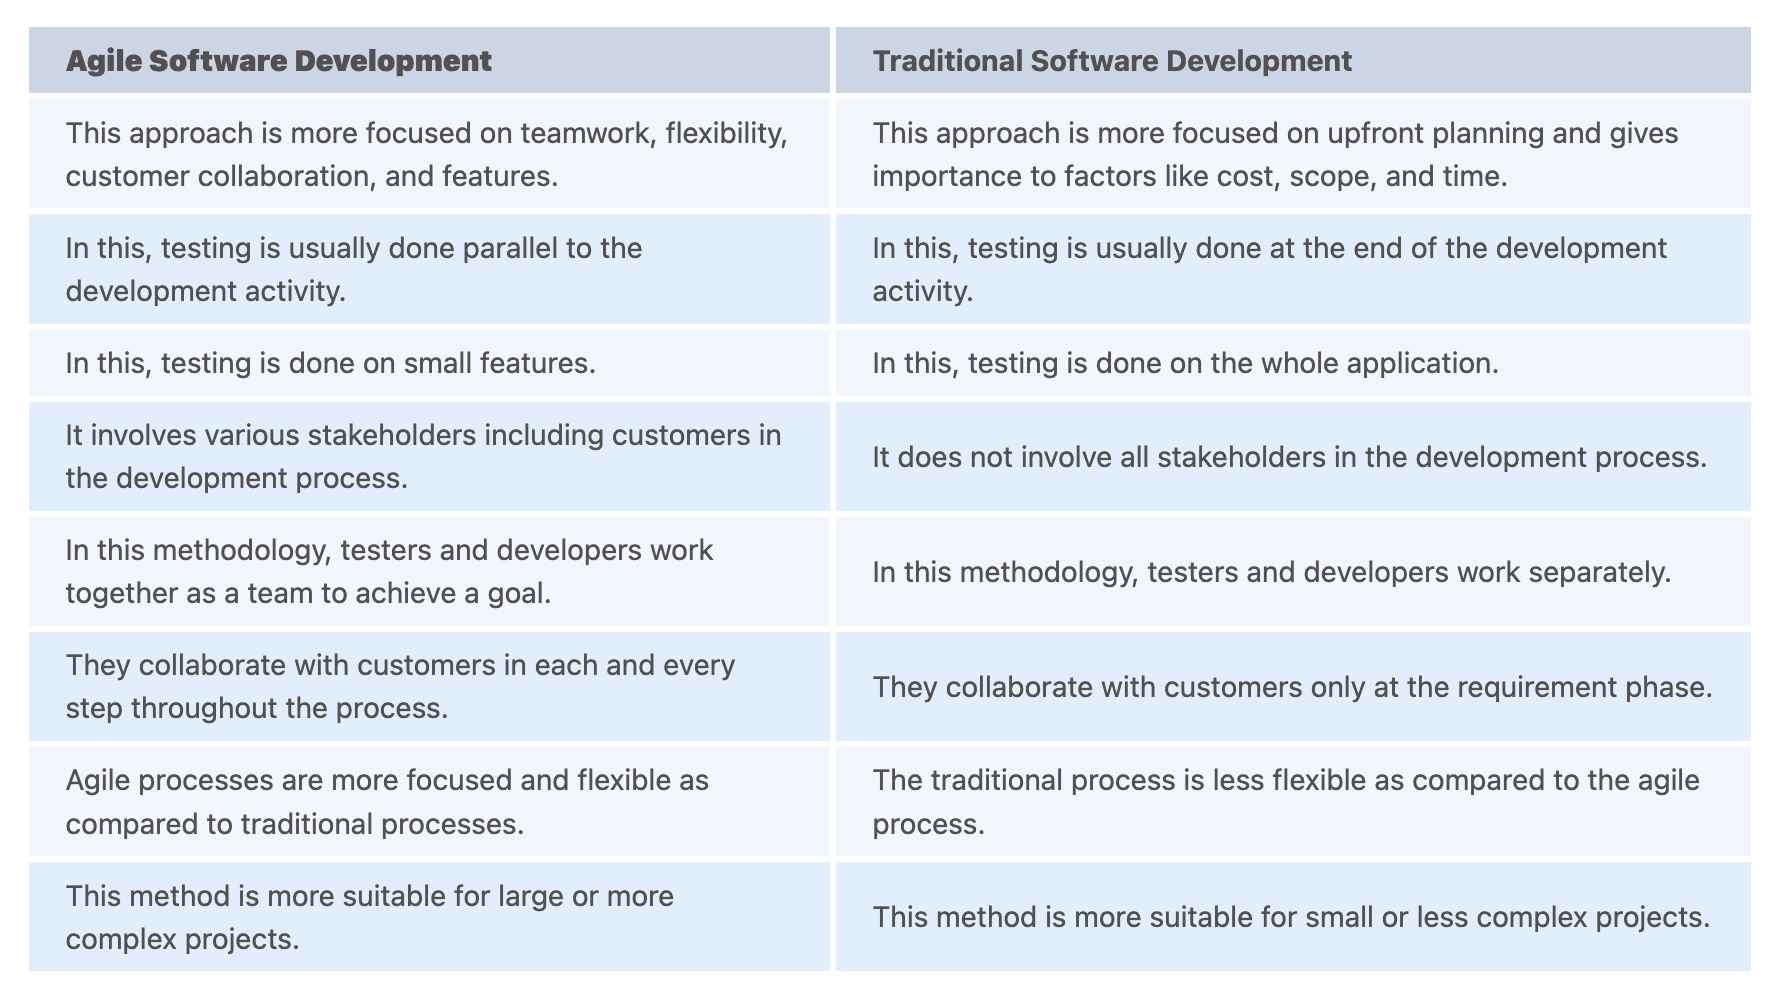 Agile Software Development
Traditional Software Development
This approach is more focused on teamwork, flexibility,
customer collaboration, and features.
This approach is more focused on upfront planning and gives
importance to factors like cost, scope, and time.
In this, testing is usually done parallel to the
development activity.
In this, testing is usually done at the end of the development
activity.
In this, testing is done on small features.
In this, testing is done on the whole application.
It involves various stakeholders including customers in
the development process.
It does not involve all stakeholders in the development process.
In this methodology, testers and developers work
together as a team to achieve a goal.
In this methodology, testers and developers work separately.
They collaborate with customers in each and every
step throughout the process.
They collaborate with customers only at the requirement phase.
Agile processes are more focused and flexible as
compared to traditional processes.
The traditional process is less flexible as compared to the agile
process.
This method is more suitable for large or more
complex projects.
This method is more suitable for small or less complex projects.